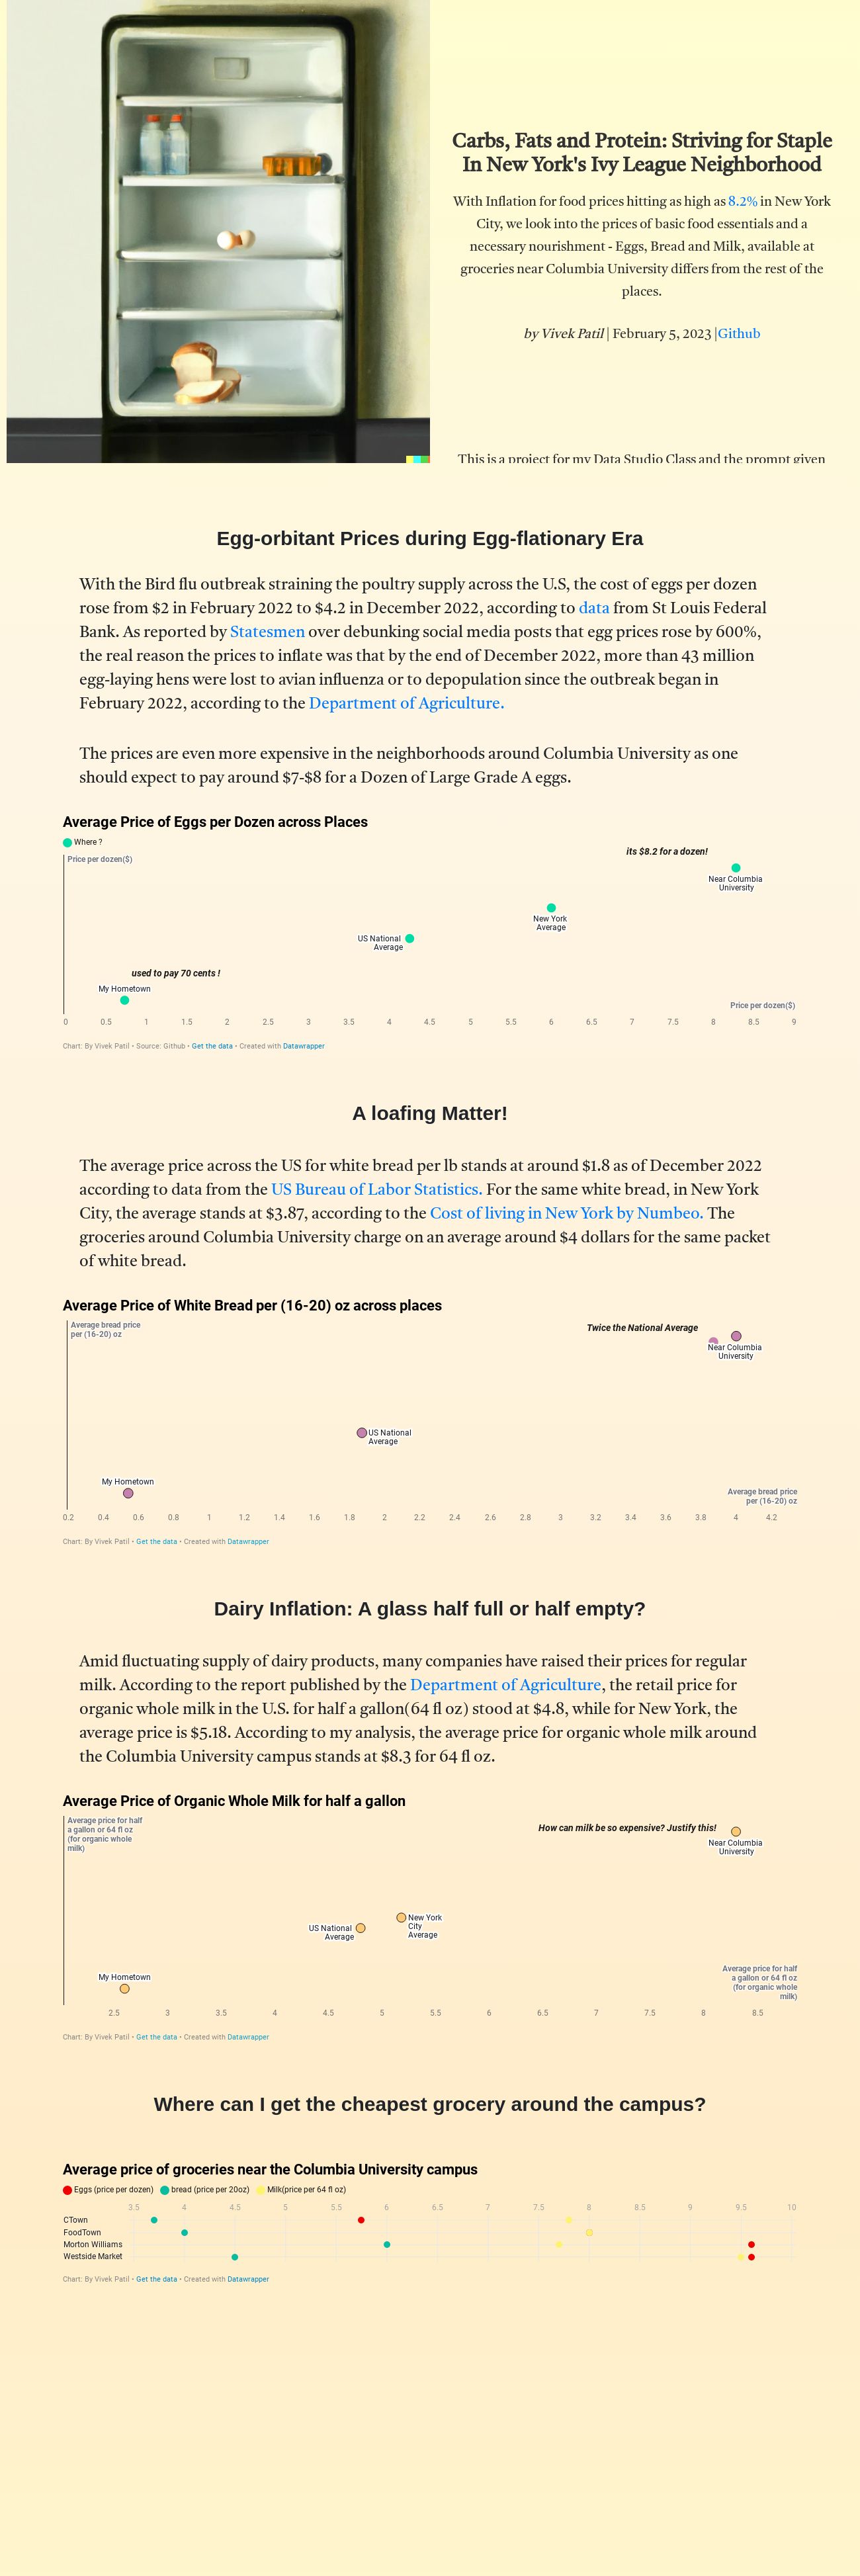 Carbs, Fats and Protein: Striving for Staple
In New York's Ivy League Neighborhood
With Inflation for food prices hitting as high as 8.2% in New York
City, we look into the prices of basic food essentials and a
necessary nourishment - Eggs, Bread and Milk, available at
groceries near Columbia University differs from the rest of the
places.
by Vivek Patil | February 5, 2023 |Github
This is a project for my Data Studio Class and the prompt given
Egg-orbitant Prices during Egg-flationary Era
With the Bird flu outbreak straining the poultry supply across the U.S, the cost of eggs per dozen
rose from $2 in February 2022 to $4.2 in December 2022, according to data from St Louis Federal
Bank. As reported by Statesmen over debunking social media posts that egg prices rose by 600%,
the real reason the prices to inflate was that by the end of December 2022, more than 43 million
egg-laying hens were lost to avian influenza or to depopulation since the outbreak began in
February 2022, according to the Department of Agriculture.
The prices are even more expensive in the neighborhoods around Columbia University as one
should expect to pay around $7-$8 for a Dozen of Large Grade A eggs.
Average Price of Eggs per Dozen across Places
Where ?
its $8.2 for a dozen!
Price per dozen($)
Near Columbia
University
New York
Average
US National
Average
used to pay 70 cents !
My Hometown
Price per dozen($)
0 0.5 1 1.5 2 2.5 3 3.5 4 4.5 5 5.5 6 6.5 7 7.5 8 8.5 9
Chart: By Vivek Patil • Source: Github • Get the data • Created with Datawrapper
A loafing Matter!
The average price across the US for white bread per lb stands at around $1.8 as of December 2022
according to data from the US Bureau of Labor Statistics. For the same white bread, in New York
City, the average stands at $3.87, according to the Cost of living in New York by Numbeo. The
groceries around Columbia University charge on an average around $4 dollars for the same packet
of white bread.
Average Price of White Bread per (16-20) oz across places
Average bread price
per (16-20) oz
Twice the National Average
Near Columbia
University
US National
Average
My Hometown
Average bread price
per (16-20) oz
0.2 0.4 0.6 0.8 1 1.2 1.4 1.6 1.8 2 2.2 2.4 2.6 2.8 3 3.2 3.4 3.6 3.8 4 4.2
Chart: By Vivek Patil • Get the data • Created with Datawrapper
Dairy Inflation: A glass half full or half empty?
Amid fluctuating supply of dairy products, many companies have raised their prices for regular
milk. According to the report published by the Department of Agriculture, the retail price for
organic whole milk in the U.S. for half a gallon(64 fl oz) stood at $4.8, while for New York, the
average price is $5.18. According to my analysis, the average price for organic whole milk around
the Columbia University campus stands at $8.3 for 64 fl oz.
Average Price of Organic Whole Milk for half a gallon
Average price for half
a gallon or 64 fl oz
(for organic whole
milk)
How can milk be so expensive? Justify this!
Near Columbia
University
New York
City
Average
US National
Average
My Hometown
Average price for half
a gallon or 64 fl oz
(for organic whole
milk)
2.5 3 3.5 4 4.5 5 5.5 6 6.5 7 7.5 8 8.5
Chart: By Vivek Patil • Get the data • Created with Datawrapper
Where can I get the cheapest grocery around the campus?
Average price of groceries near the Columbia University campus
Eggs (price per dozen) bread (price per 20oz) Milk(price per 64 fl oz)
3.5 4 4.5 5 5.5 6 6.5 7 7.5 8 8.5 9 9.5 10
CTown
FoodTown
Morton Williams
Westside Market
Chart: By Vivek Patil • Get the data • Created with Datawrapper